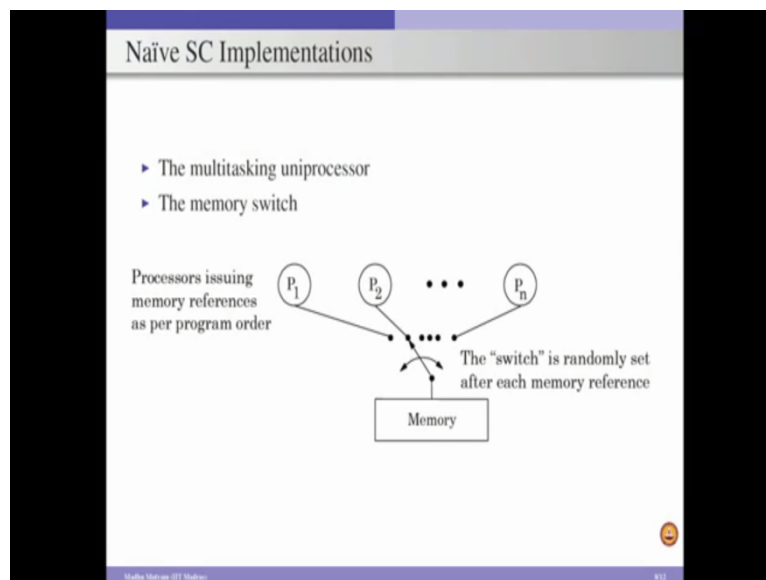 Naïve SC Implementations
The multitasking uniprocessor
The memory switch
Processors issuing
memory references
as per program order
P1
P2
Pn
The "switch" is randomly set
after each memory reference
Memory